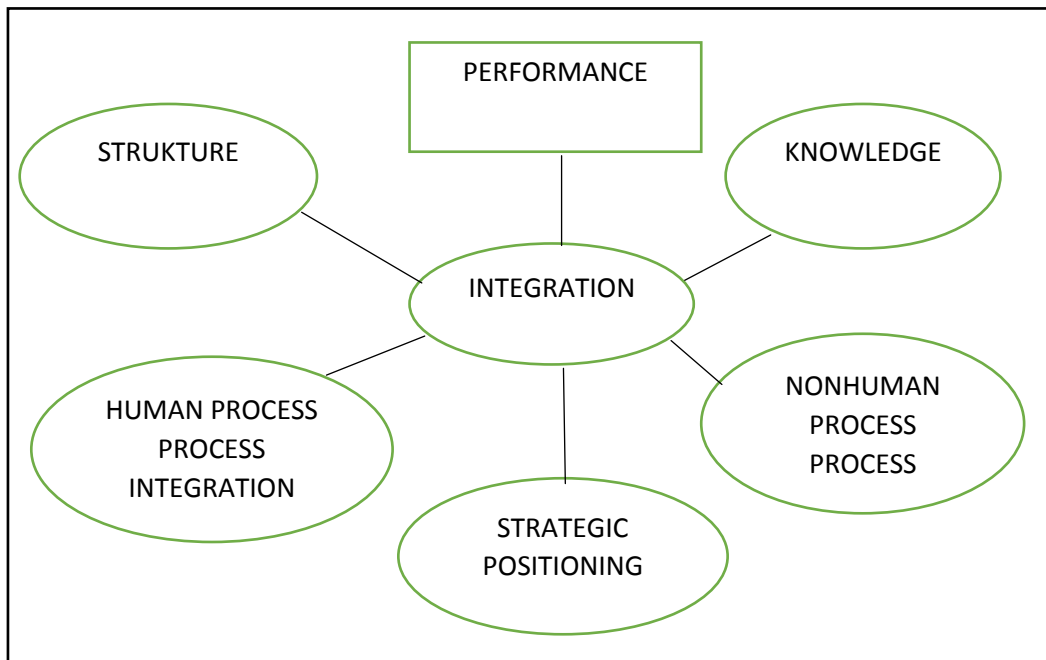 PERFORMANCE
STRUKTURE
KNOWLEDGE
INTEGRATION
HUMAN PROCESS
PROCESS
INTEGRATION
NONHUMAN
PROCESS
PROCESS
STRATEGIC
POSITIONING